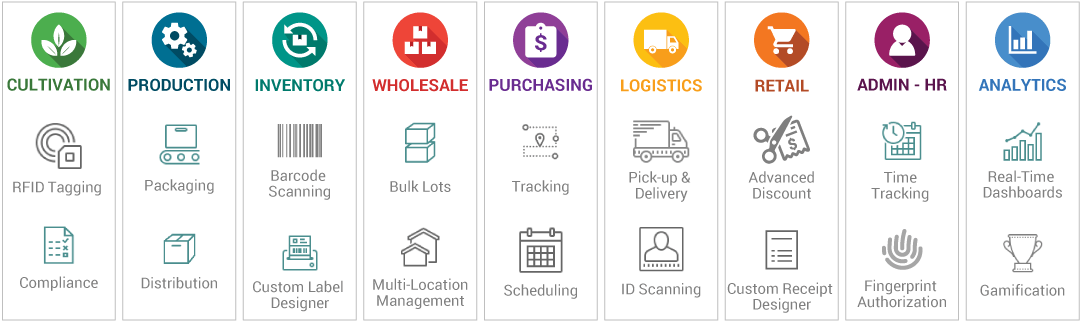 CULTIVATION
RFID Tagging
Compliance
PRODUCTION
Packaging
Distribution
INVENTORY
Barcode
Scanning
Custom Label
Designer
WHOLESALE
Bulk Lots
Multi-Location
Management
PURCHASING
$
Tracking
Scheduling
LOGISTICS
Pick-up &
Delivery
ID Scanning
RETAIL
$
Advanced
Discount
Custom Receipt
Designer
ADMIN - HR
Time
Tracking
Fingerprint
Authorization
ANALYTICS
Real-Time
Dashboards
Gamification